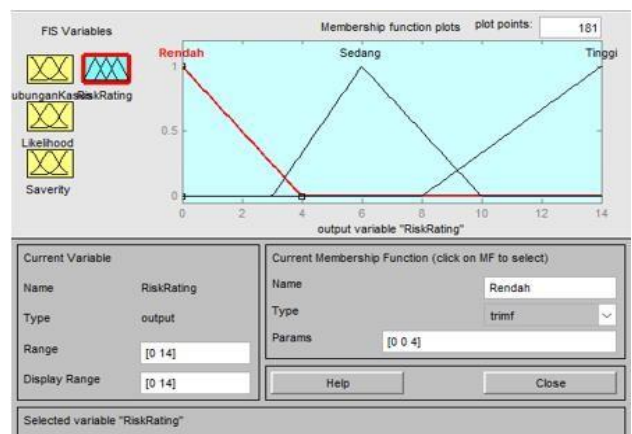 FIS Variables
Membership function plots
plot points:
181
Rendah
Sedang
Tinggi
1
0.5
0
ubunganKasus
RiskRating
Likelihood
Saverity
0 2 4 6 8 10 12 14
output variable "RiskRating"
Current Variable
Name
RiskRating
Type
output
Range
[0 14]
Display Range
[0 14]
Current Membership Function (click on MF to select)
Name
Rendah
Type
trimf
Params
[0 0 4]
Help
Close
Selected variable "RiskRating"